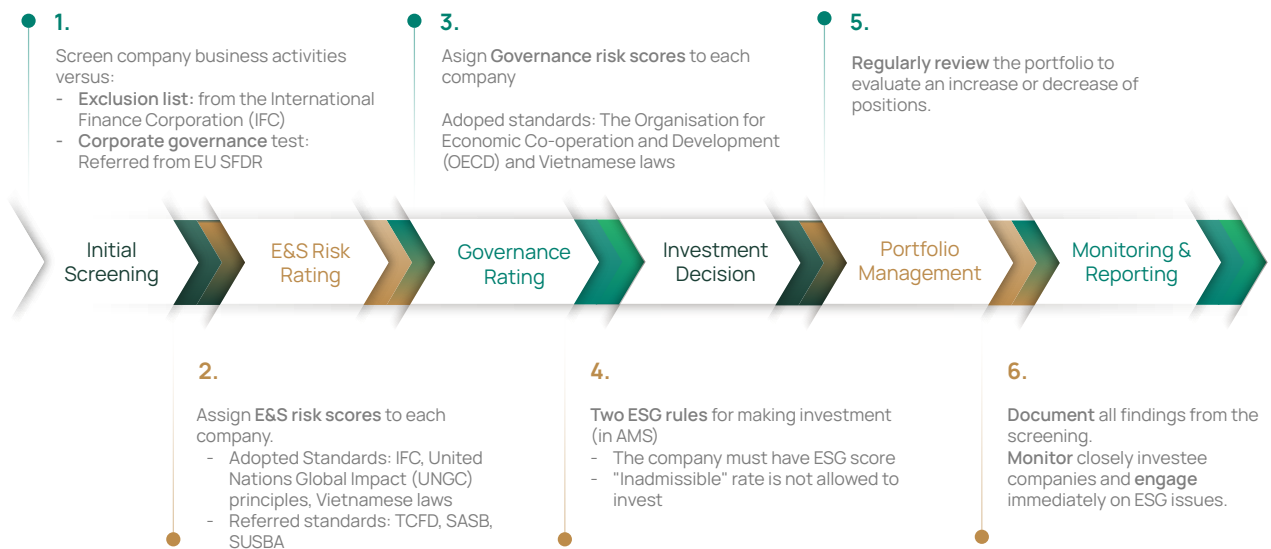 1.
Screen company business activities
versus:
- Exclusion list: from the International
Finance Corporation (IFC)
- Corporate governance test:
Referred from EU SFDR
3.
Asign Governance risk scores to each
company
Adoped standards: The Organisation for
Economic Co-operation and Development
(OECD) and Vietnamese laws
5.
Regularly review the portfolio to
evaluate an increase or decrease of
positions.
Initial
Screening
E&S Risk
Rating
Governance
Rating
Investment
Decision
Portfolio
Management
Monitoring &
Reporting
2.
Assign E&S risk scores to each
company.
- Adopted Standards: IFC, United
Nations Global Impact (UNGC)
principles, Vietnamese laws
- Referred standards: TCFD, SASB,
SUSBA
4.
Two ESG rules for making investment
(in AMS)
- The company must have ESG score
- "Inadmissible" rate is not allowed to
invest
6.
Document all findings from the
screening.
Monitor closely investee
companies and engage
immediately on ESG issues.